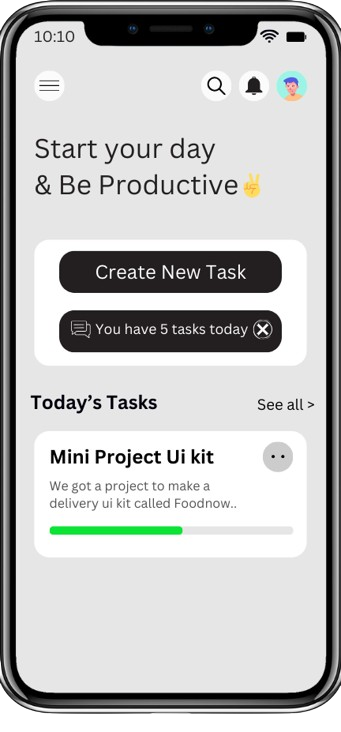 10:10
Start your day
& Be Productive✌️
Create New Task
You have 5 tasks today
Today's Tasks
See all >
Mini Project Ui kit
We got a project to make a
delivery ui kit called Foodnow..